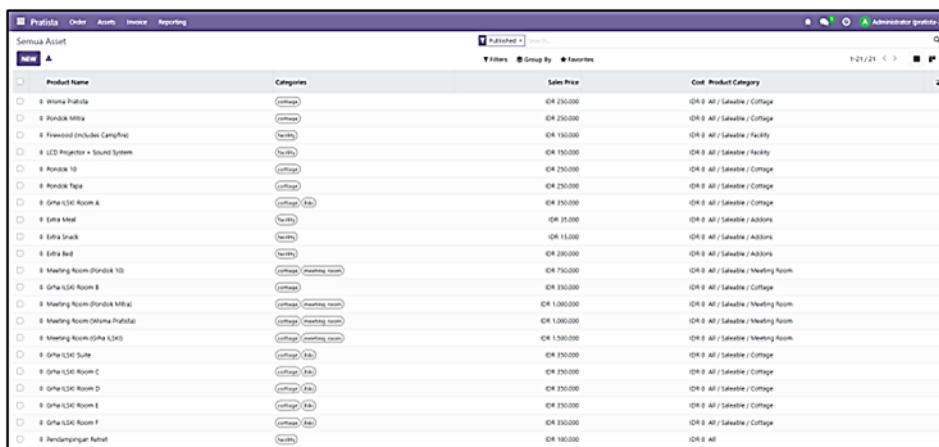 Pratista Order Assets Invoice Reporting Administrator (pratista-
Semua Asset Published Search...
NEW Filters Group By Favorites 1-21 / 21
Product Name Categories Sales Price Cost Product Category
Wisma Pratista cottage IDR 250.000 IDR 0 All / Saleable / Cottage
Pondok Mitra cottage IDR 250.000 IDR 0 All / Saleable / Cottage
Firewood (Includes Campfire) facility IDR 150.000 IDR 0 All / Saleable / Facility
LCD Projector + Sound System facility IDR 150.000 IDR 0 All / Saleable / Facility
Pondok 10 cottage IDR 250.000 IDR 0 All / Saleable / Cottage
Pondok Tapa cottage IDR 250.000 IDR 0 All / Saleable / Cottage
Grha ILSKI Room A cottage IDR 350.000 IDR 0 All / Saleable / Cottage
Extra Meal facility IDR 35.000 IDR 0 All / Saleable / Addons
Extra Snack facility IDR 15.000 IDR 0 All / Saleable / Addons
Extra Bed facility IDR 200.000 IDR 0 All / Saleable / Addons
Meeting Room (Pondok 10) cottage meeting room IDR 750.000 IDR 0 All / Saleable / Meeting Room
Grha ILSKI Room B cottage IDR 350.000 IDR 0 All / Saleable / Cottage
Meeting Room (Pondok Mitra) cottage meeting room IDR 1.000.000 IDR 0 All / Saleable / Meeting Room
Meeting Room (Wisma Pratista) cottage meeting room IDR 1.000.000 IDR 0 All / Saleable / Meeting Room
Meeting Room (Grha ILSKI) cottage meeting room IDR 1.500.000 IDR 0 All / Saleable / Meeting Room
Grha ILSKI Suite cottage IDR 350.000 IDR 0 All / Saleable / Cottage
Grha ILSKI Room C cottage IDR 350.000 IDR 0 All / Saleable / Cottage
Grha ILSKI Room D cottage IDR 350.000 IDR 0 All / Saleable / Cottage
Grha ILSKI Room E cottage IDR 350.000 IDR 0 All / Saleable / Cottage
Grha ILSKI Room F cottage IDR 350.000 IDR 0 All / Saleable / Cottage
Pendampingan Retret facility IDR 100.000 IDR 0 All